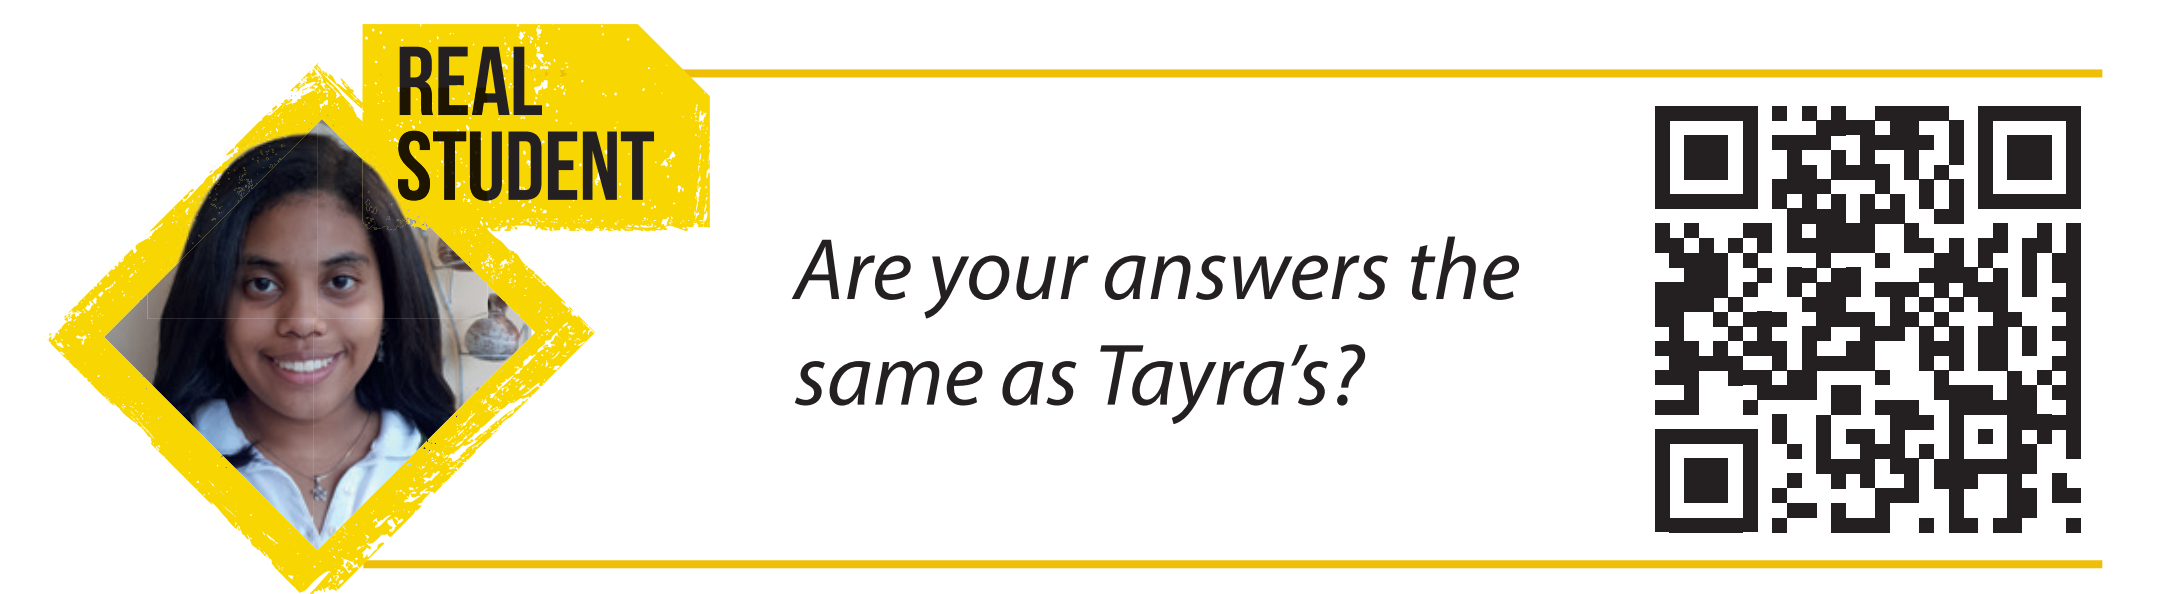 REAL
STUDENT
Are your answers the
same as Tayra’s?